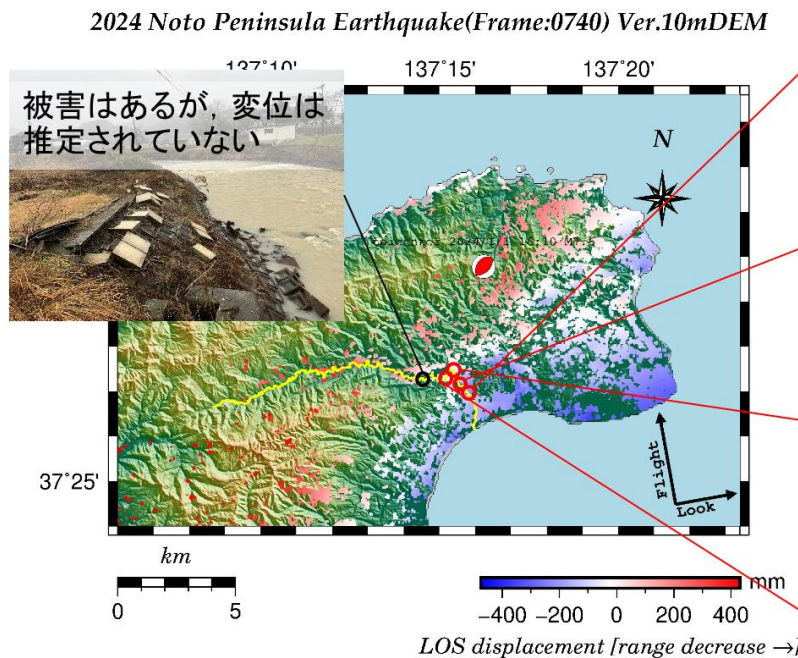 2024 Noto Peninsula Earthquake(Frame:0740) Ver.10mDEM
137°10' 137°15' 137°20'
被害はあるが，変位は
推定されていない
N
37°25'
Flight
Look
km
0 5
mm
−400 −200 0 200 400
LOS displacement [range decrease →]